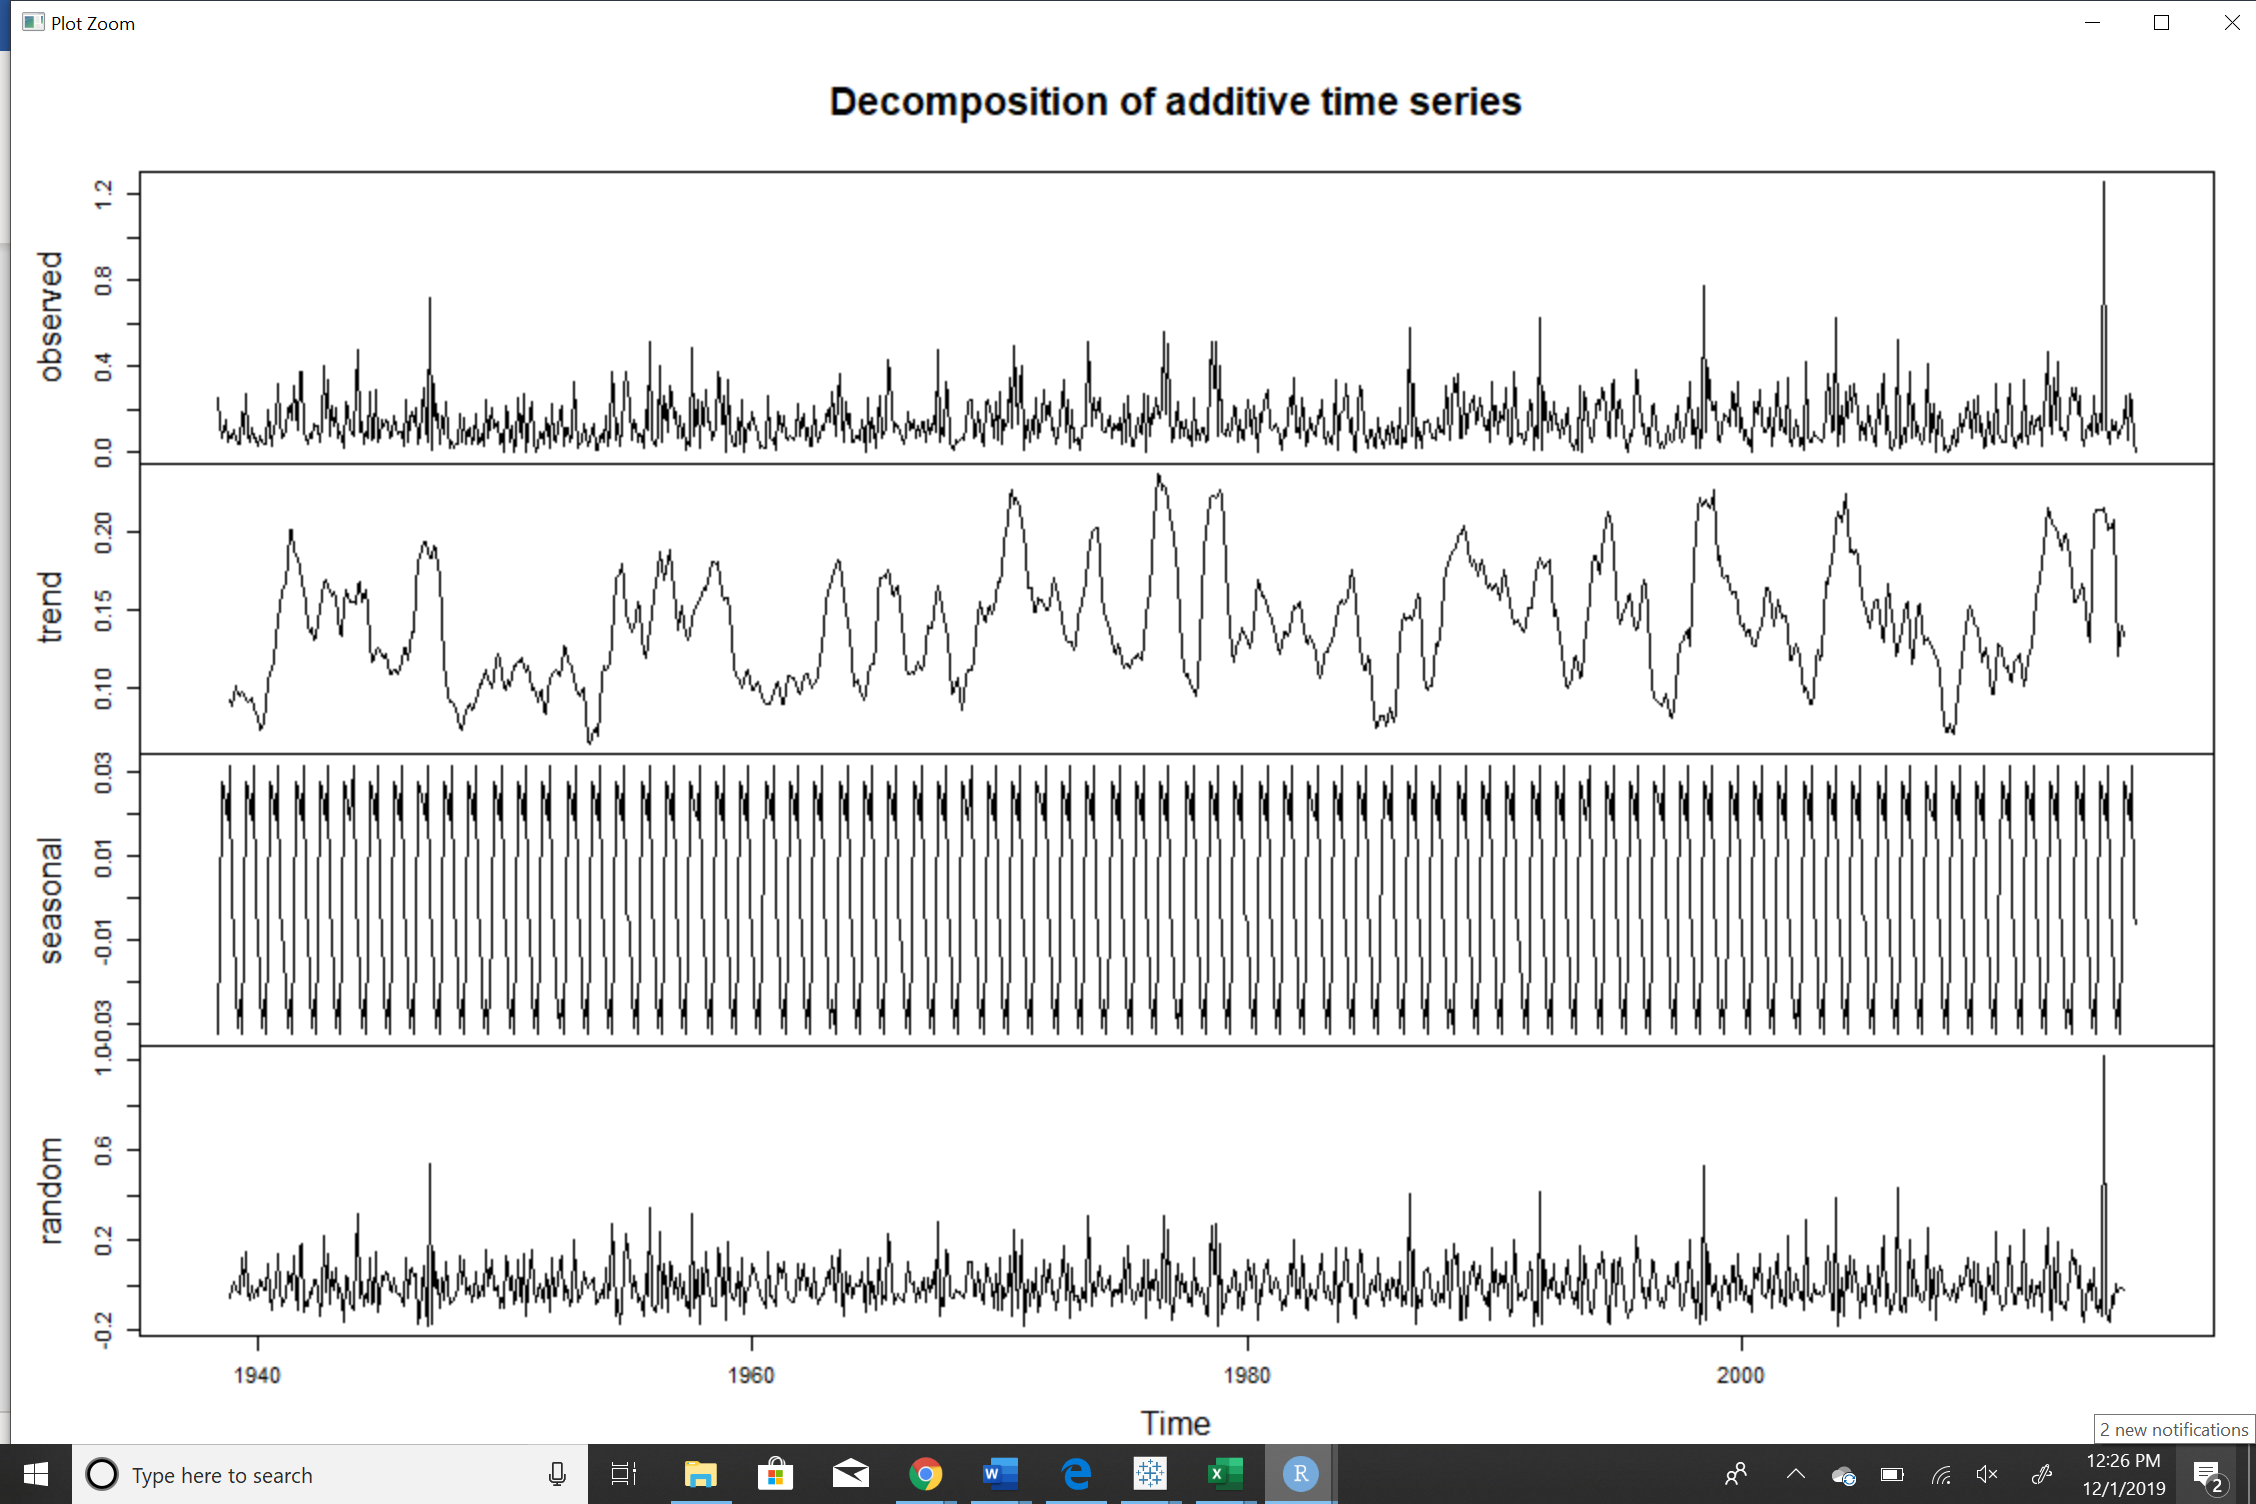 Plot Zoom
Decomposition of additive time series
observed
0.0 0.4 0.8 1.2
trend
0.10 0.15 0.20
seasonal
-0.03 -0.01 0.01 0.03
random
-0.2 0.2 0.6 1.0
1940 1960 1980 2000
Time
2 new notifications
Type here to search
W
X
R
12:26 PM
12/1/2019
2